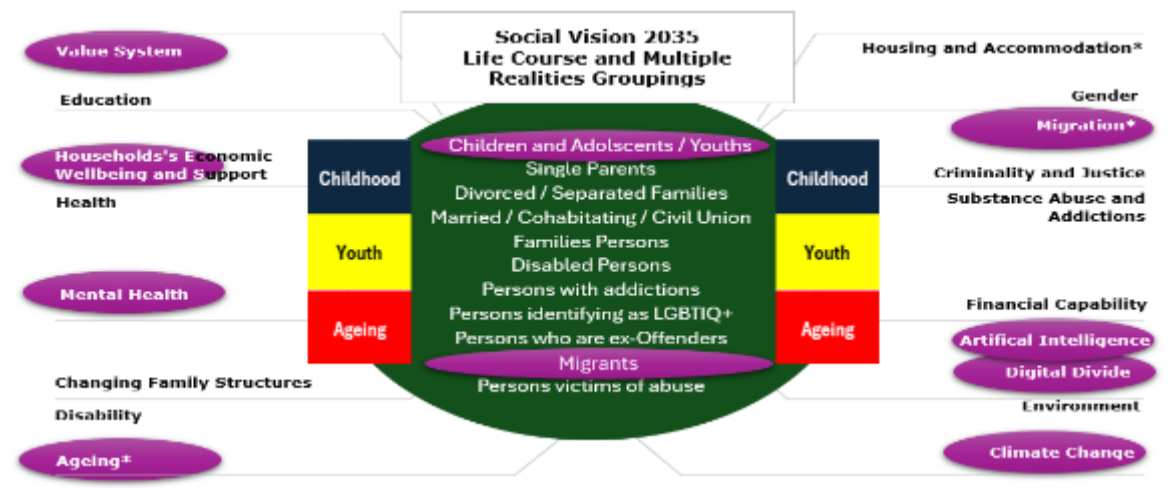 Social Vision 2035
Life Course and Multiple
Realities Groupings
Value System
Education
Households's Economic
Wellbeing and Support
Health
Mental Health
Changing Family Structures
Disability
Ageing*
Childhood
Youth
Ageing
Children and Adolscents / Youths
Single Parents
Divorced / Separated Families
Married / Cohabitating / Civil Union
Families Persons
Disabled Persons
Persons with addictions
Persons identifying as LGBTIQ+
Persons who are ex-Offenders
Migrants
Persons victims of abuse
Childhood
Youth
Ageing
Housing and Accommodation*
Gender
Migration*
Criminality and Justice
Substance Abuse and
Addictions
Financial Capability
Artifical Intelligence
Digital Divide
Environment
Climate Change